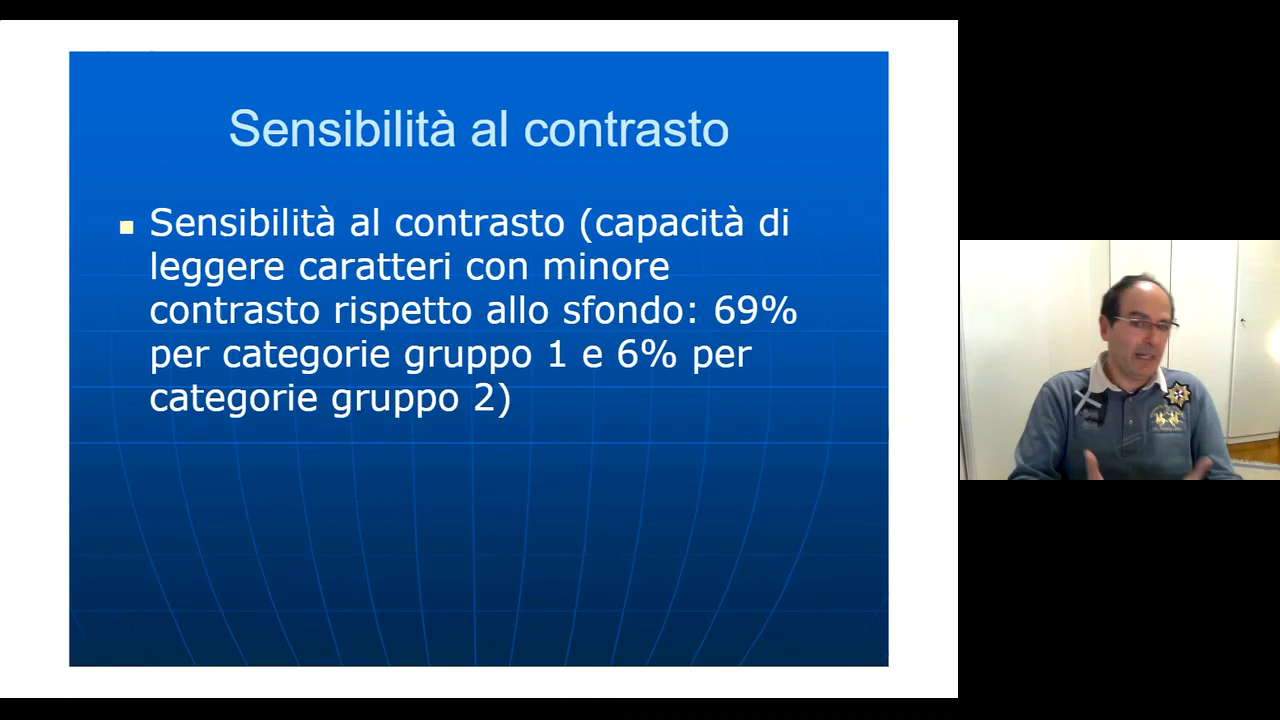 Sensibilità al contrasto
Sensibilità al contrasto (capacità di
leggere caratteri con minore
contrasto rispetto allo sfondo: 69%
per categorie gruppo 1 e 6% per
categorie gruppo 2)